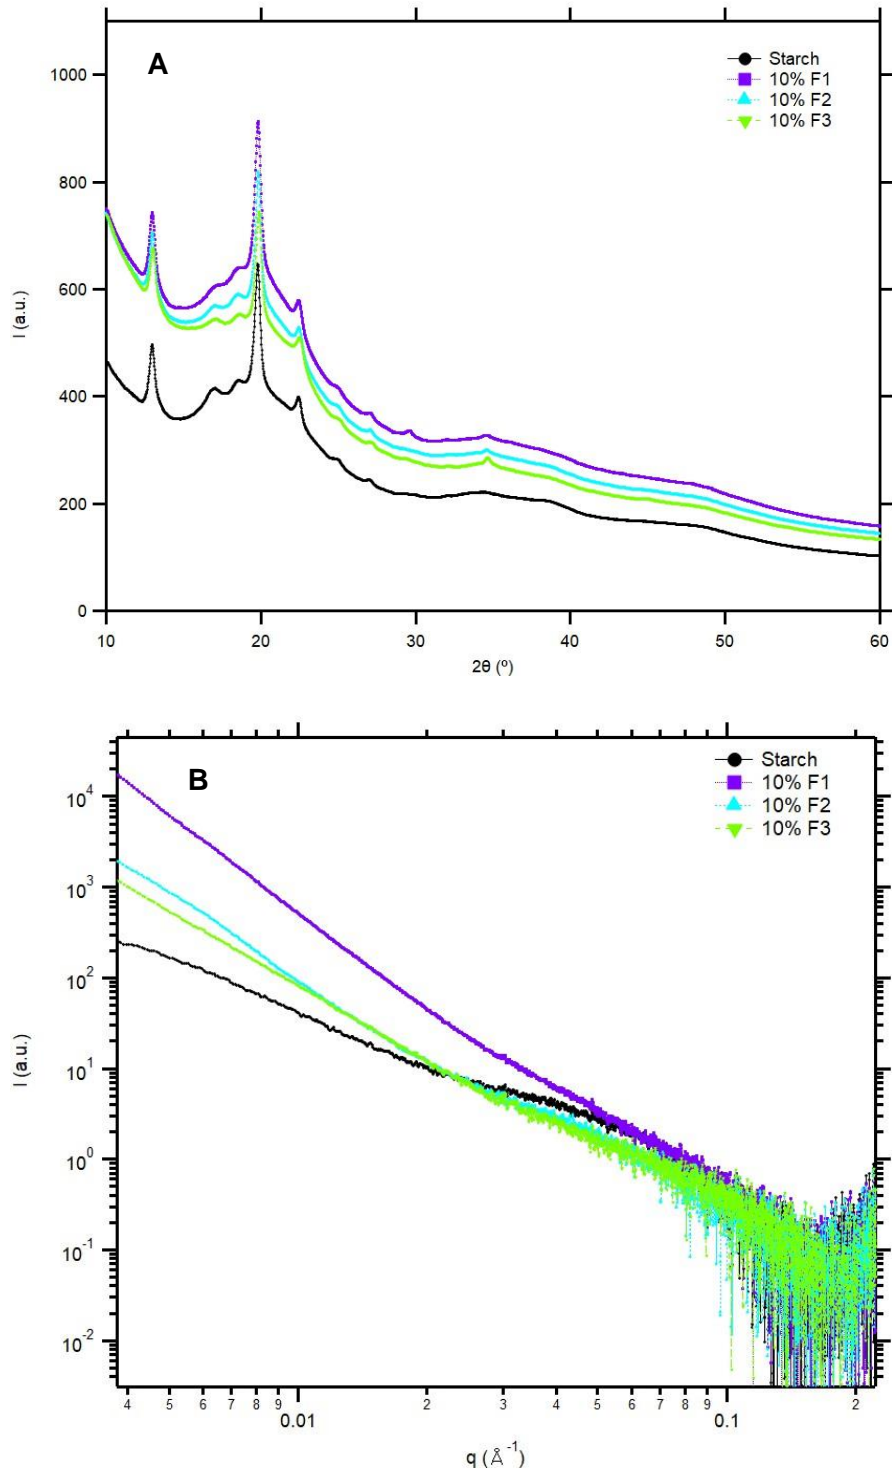 A
Starch
10% F1
10% F2
10% F3
1000
800
600
400
200
0
I (a.u.)
10 20 30 40 50 60
2θ (º)
B
Starch
10% F1
10% F2
10% F3
10^4
10^3
10^2
10^1
10^0
10^-1
10^-2
I (a.u.)
4 5 6 7 8 9 0.01 2 3 4 5 6 7 8 9 0.1 2
q (Å^-1)